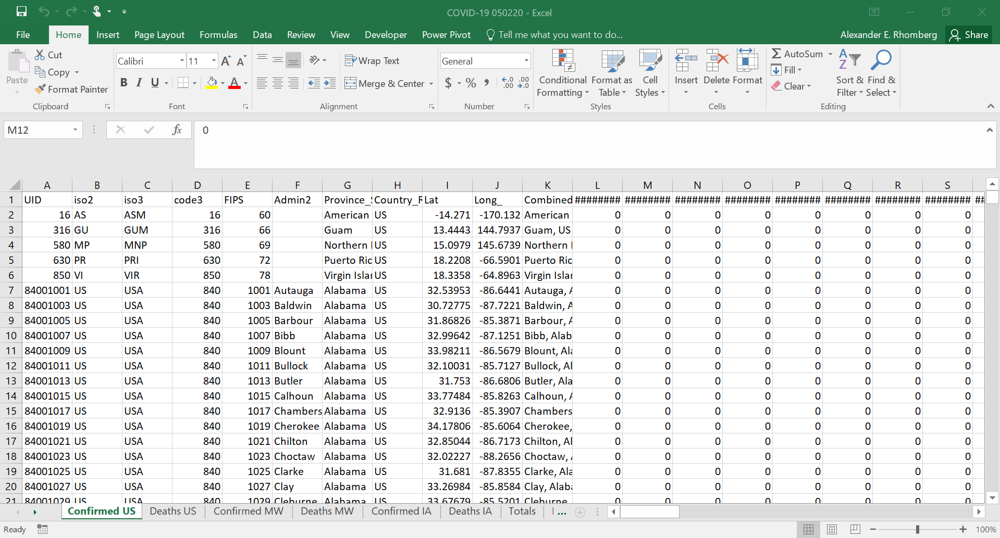 COVID-19 050220 - Excel
File Home Insert Page Layout Formulas Data Review View Developer Power Pivot Tell me what you want to do... Alexander E. Rhomberg Share
Paste
Cut
Copy
Format Painter
Clipboard
Calibri 11
B I U
Font
Wrap Text
Merge & Center
Alignment
General
$ % ,
Number
Conditional Formatting
Format as Table
Cell Styles
Styles
Insert Delete Format
Cells
AutoSum
Fill
Clear
Sort & Filter
Find & Select
Editing
M12 fx 0
A B C D E F G H I J K L M N O P Q R S
1 UID iso2 iso3 code3 FIPS Admin2 Province_S Country_R Lat Long_ Combined ######## ######## ######## ######## ######## ######## ######## ######## ##
2 16 AS ASM 16 60 American US -14.271 -170.132 American 0 0 0 0 0 0 0 0
3 316 GU GUM 316 66 Guam US 13.4443 144.7937 Guam, US 0 0 0 0 0 0 0 0
4 580 MP MNP 580 69 Northern US 15.0979 145.6739 Northern 0 0 0 0 0 0 0 0
5 630 PR PRI 630 72 Puerto Ric US 18.2208 -66.5901 Puerto Ric 0 0 0 0 0 0 0 0
6 850 VI VIR 850 78 Virgin Islar US 18.3358 -64.8963 Virgin Islar 0 0 0 0 0 0 0 0
7 84001001 US USA 840 1001 Autauga Alabama US 32.53953 -86.6441 Autauga, A 0 0 0 0 0 0 0 0
8 84001003 US USA 840 1003 Baldwin Alabama US 30.72775 -87.7221 Baldwin, A 0 0 0 0 0 0 0 0
9 84001005 US USA 840 1005 Barbour Alabama US 31.86826 -85.3871 Barbour, A 0 0 0 0 0 0 0 0
10 84001007 US USA 840 1007 Bibb Alabama US 32.99642 -87.1251 Bibb, Alab 0 0 0 0 0 0 0 0
11 84001009 US USA 840 1009 Blount Alabama US 33.98211 -86.5679 Blount, Ala 0 0 0 0 0 0 0 0
12 84001011 US USA 840 1011 Bullock Alabama US 32.10031 -85.7127 Bullock, Al 0 0 0 0 0 0 0 0
13 84001013 US USA 840 1013 Butler Alabama US 31.753 -86.6806 Butler, Ala 0 0 0 0 0 0 0 0
14 84001015 US USA 840 1015 Calhoun Alabama US 33.77484 -85.8263 Calhoun, A 0 0 0 0 0 0 0 0
15 84001017 US USA 840 1017 Chambers Alabama US 32.9136 -85.3907 Chambers 0 0 0 0 0 0 0 0
16 84001019 US USA 840 1019 Cherokee Alabama US 34.17806 -85.6064 Cherokee, 0 0 0 0 0 0 0 0
17 84001021 US USA 840 1021 Chilton Alabama US 32.85044 -86.7173 Chilton, Al 0 0 0 0 0 0 0 0
18 84001023 US USA 840 1023 Choctaw Alabama US 32.02227 -88.2656 Choctaw, 0 0 0 0 0 0 0 0
19 84001025 US USA 840 1025 Clarke Alabama US 31.681 -87.8355 Clarke, Ala 0 0 0 0 0 0 0 0
20 84001027 US USA 840 1027 Clay Alabama US 33.26984 -85.8584 Clay, Alaba 0 0 0 0 0 0 0 0
21 84001029 US USA 840 1029 Cleburne Alabama US 33.67679 -85.5201 Cleburne 0 0 0 0 0 0 0 0
Confirmed US Deaths US Confirmed MW Deaths MW Confirmed IA Deaths IA Totals ...
Ready 100%